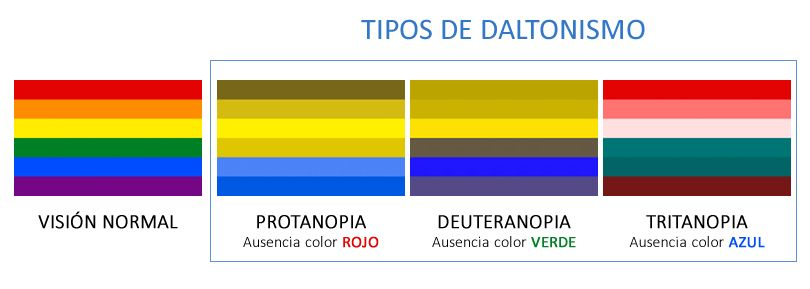 TIPOS DE DALTONISMO
VISIÓN NORMAL
PROTANOPIA
Ausencia color ROJO
DEUTERANOPIA
Ausencia color VERDE
TRITANOPIA
Ausencia color AZUL